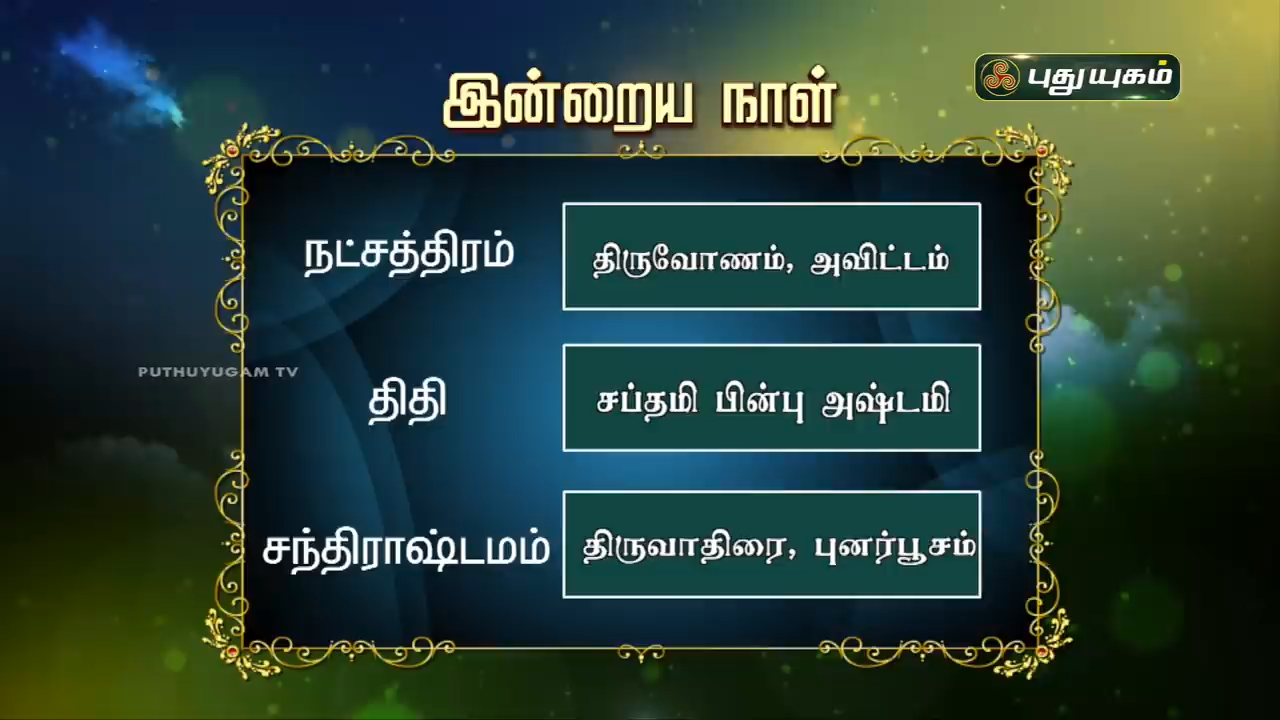 புதுயுகம்
இன்றைய நாள்
நட்சத்திரம் திருவோணம், அவிட்டம்
PUTHUYUGAM TV
திதி சப்தமி பின்பு அஷ்டமி
சந்திராஷ்டமம் திருவாதிரை, புனர்பூசம்